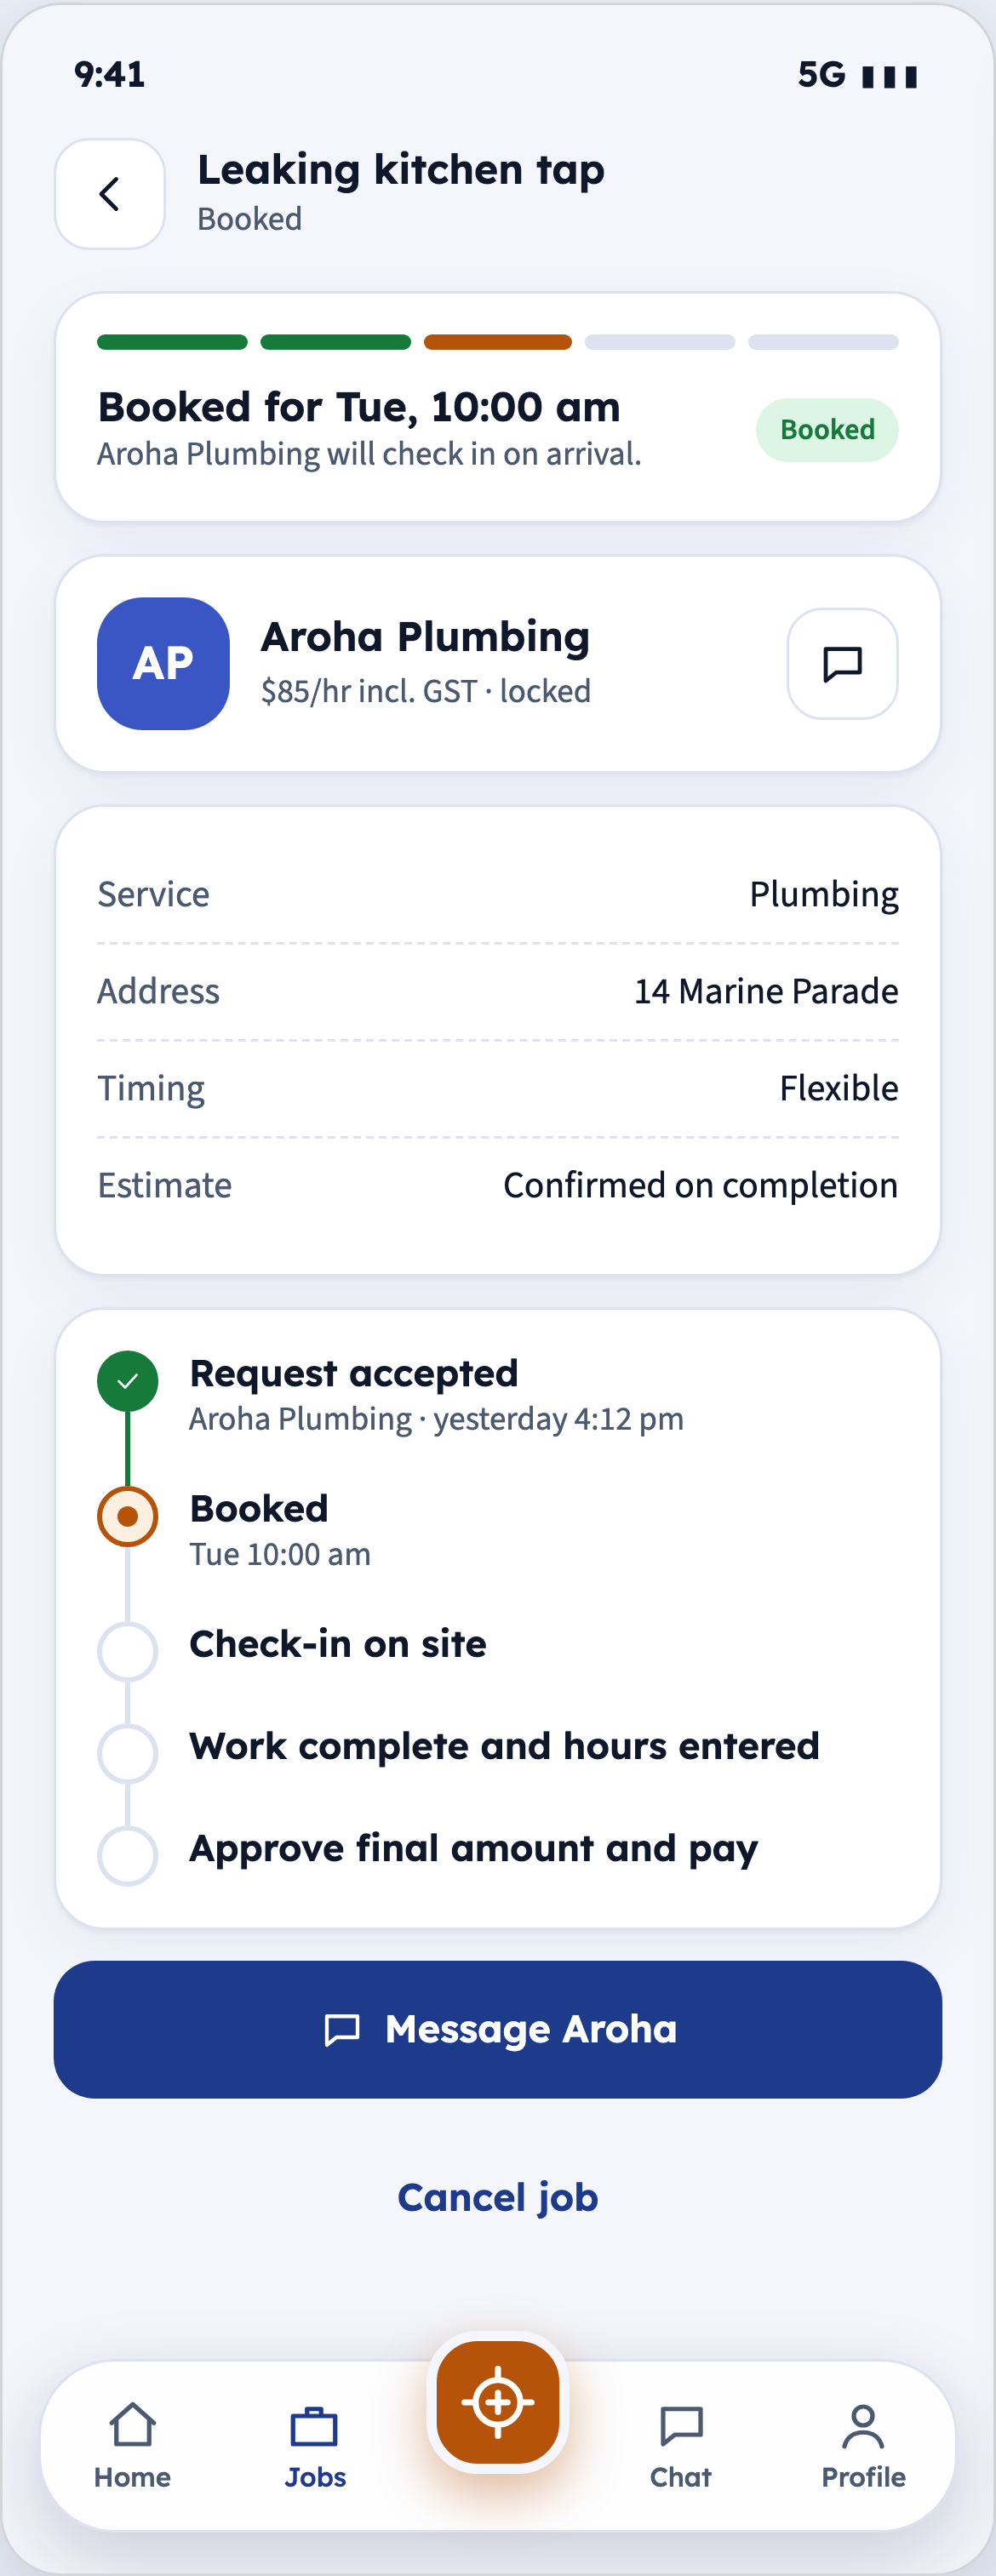 9:41 5G
Leaking kitchen tap
Booked
Booked for Tue, 10:00 am
Aroha Plumbing will check in on arrival.
Booked
AP
Aroha Plumbing
$85/hr incl. GST · locked
Service Plumbing
Address 14 Marine Parade
Timing Flexible
Estimate Confirmed on completion
Request accepted
Aroha Plumbing · yesterday 4:12 pm
Booked
Tue 10:00 am
Check-in on site
Work complete and hours entered
Approve final amount and pay
Message Aroha
Cancel job
Home Jobs Chat Profile